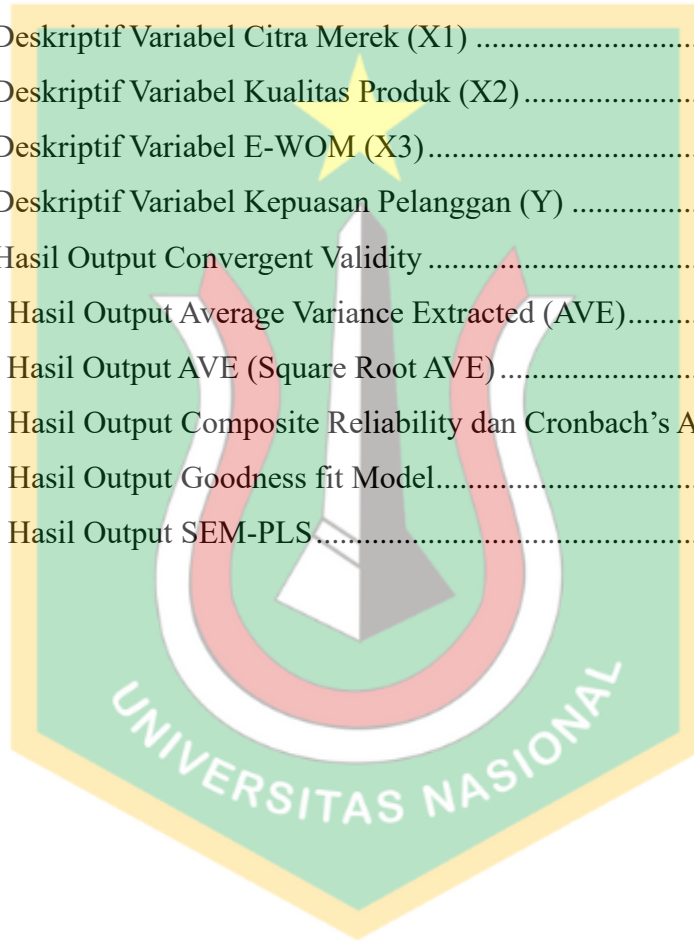 Deskriptif Variabel Citra Merek (X1) ............................
Deskriptif Variabel Kualitas Produk (X2) ......................
Deskriptif Variabel E-WOM (X3) ..................................
Deskriptif Variabel Kepuasan Pelanggan (Y) ................
Hasil Output Convergent Validity ..................................
Hasil Output Average Variance Extracted (AVE) .........
Hasil Output AVE (Square Root AVE) .........................
Hasil Output Composite Reliability dan Cronbach's A
Hasil Output Goodness fit Model .................................
Hasil Output SEM-PLS ................................................
UNIVERSITAS NASIONAL